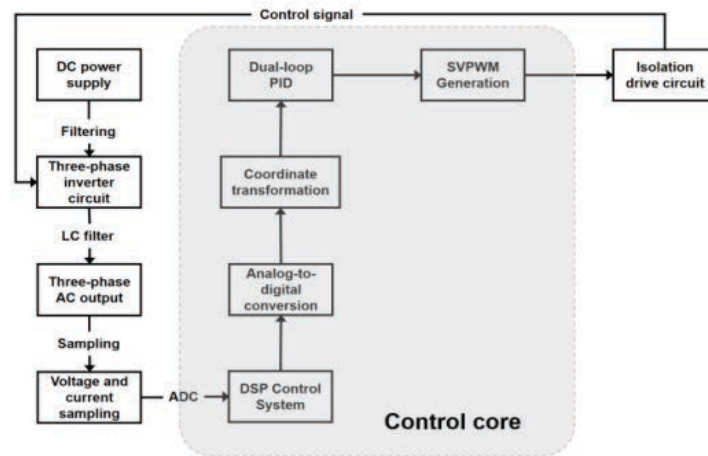 Control signal
DC power
supply
Dual-loop
PID
SVPWM
Generation
Isolation
drive circuit
Filtering
Three-phase
inverter
circuit
Coordinate
transformation
LC filter
Three-phase
AC output
Analog-to-
digital
conversion
Sampling
Voltage and
current
sampling
ADC
DSP Control
System
Control core